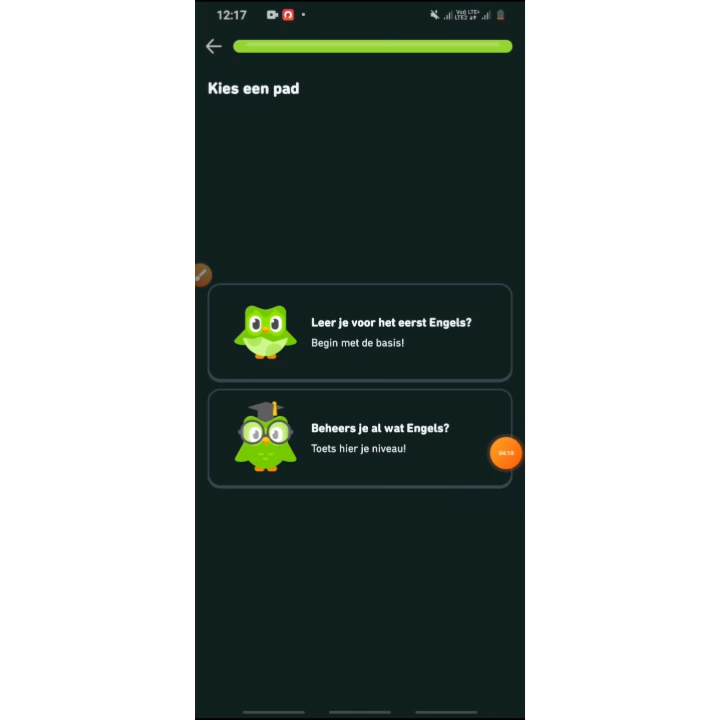 12:17
Kies een pad
Leer je voor het eerst Engels?
Begin met de basis!
Beheers je al wat Engels?
Toets hier je niveau!